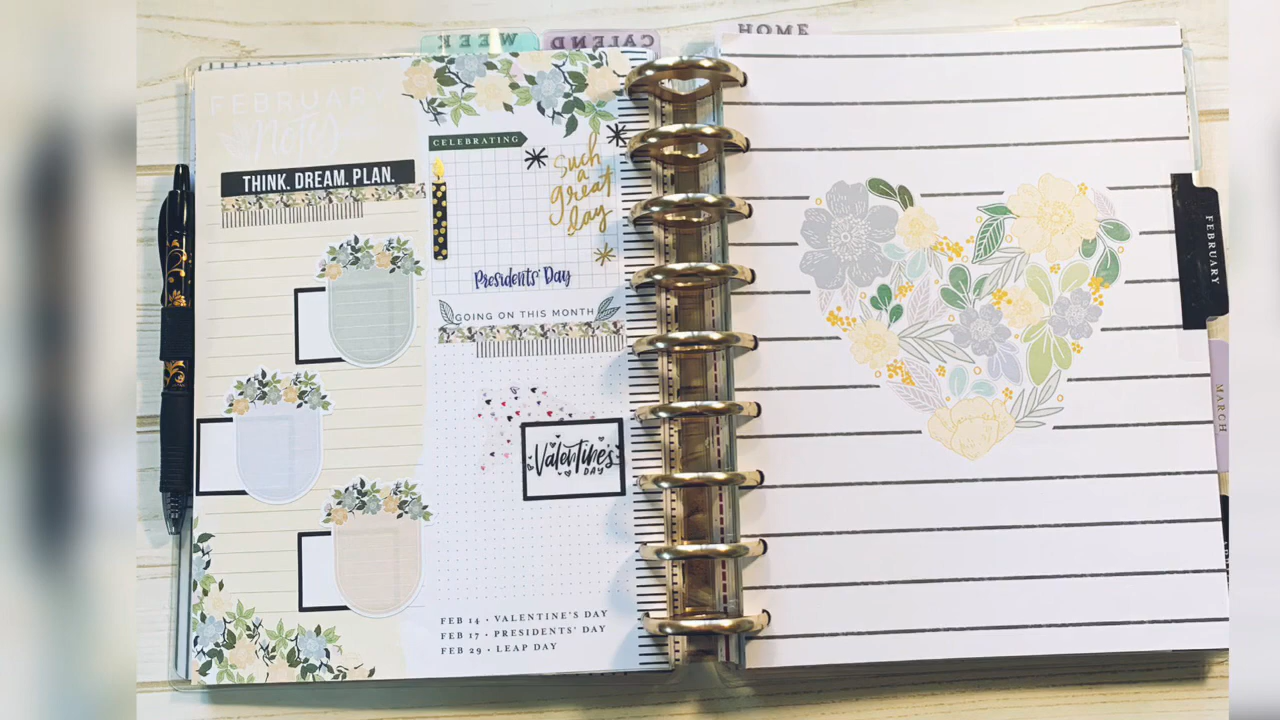 HOME
WEEK
CALEND
FEBRUARY
notes
THINK. DREAM. PLAN.
CELEBRATING
Such
a
great
day
Presidents' Day
GOING ON THIS MONTH
Valentine's
DAY
FEB 14 • VALENTINE'S DAY
FEB 17 • PRESIDENTS' DAY
FEB 29 • LEAP DAY
FEBRUARY
MARCH